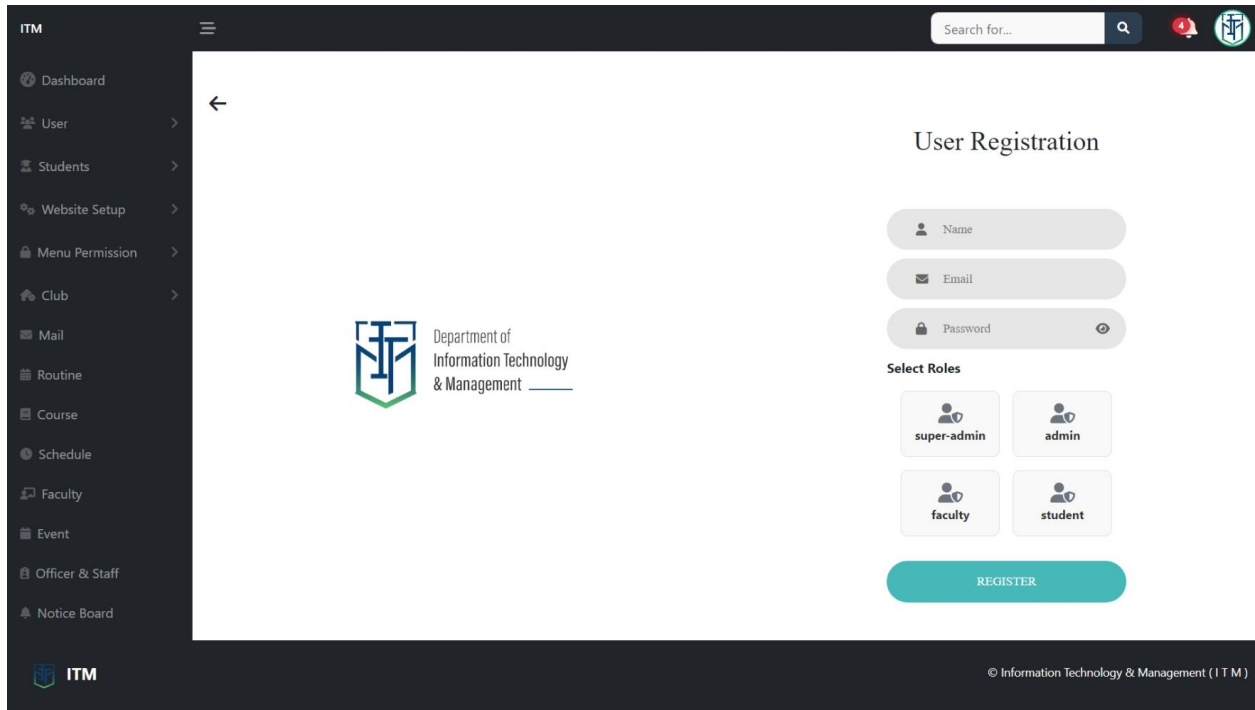 ITM
Search for...
4
Dashboard
User
Students
Website Setup
Menu Permission
Club
Mail
Routine
Course
Schedule
Faculty
Event
Officer & Staff
Notice Board
Department of
Information Technology
& Management
User Registration
Name
Email
Password
Select Roles
super-admin admin
faculty student
REGISTER
ITM
© Information Technology & Management ( I T M )